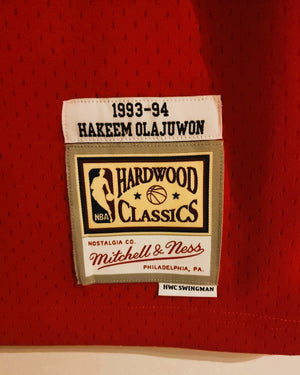 1993-94
HAKEEM OLAJUWON
HARDWOOD
NBA
CLASSICS
NOSTALGIA CO.
Mitchell & Ness
PHILADELPHIA, PA.
HWC SWINGMAN